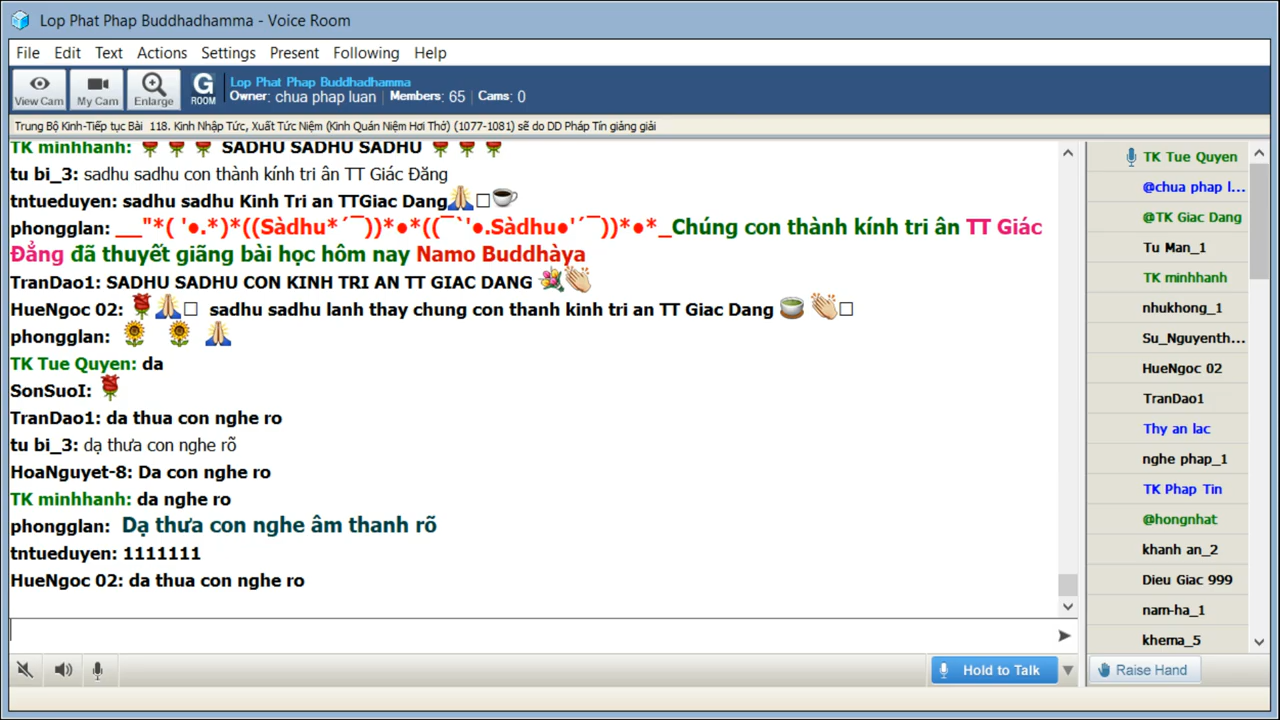 Lop Phat Phap Buddhadhamma - Voice Room
File Edit Text Actions Settings Present Following Help
View Cam
My Cam
Enlarge
G ROOM
Lop Phat Phap Buddhadhamma
Owner: chua phap luan Members: 65 Cams: 0
Trung Bộ Kinh-Tiếp tục Bài 118. Kinh Nhập Tức, Xuất Tức Niệm (Kinh Quán Niệm Hơi Thở) (1077-1081) sẽ do DD Pháp Tín giảng giải
TK minhhanh: 🌹 🌹 🌹 SADHU SADHU SADHU 🌹 🌹 🌹
tu bi_3: sadhu sadhu con thành kính tri ân TT Giác Đăng
tntueduyen: sadhu sadhu Kinh Tri an TTGiac Dang🙏□☕
phongglan: ___"*( '●.*)*((Sàdhu*´¯))*●*((¯`'●.Sàdhu●'´¯))*●*_Chúng con thành kính tri ân TT Giác
Đẳng đã thuyết giãng bài học hôm nay Namo Buddhàya
TranDao1: SADHU SADHU CON KINH TRI AN TT GIAC DANG 💐👏
HueNgoc 02: 🌹🙏□ sadhu sadhu lanh thay chung con thanh kinh tri an TT Giac Dang 🍵 👏□
phongglan: 🌻 🌻 🙏
TK Tue Quyen: da
SonSuoI: 🌹
TranDao1: da thua con nghe ro
tu bi_3: dạ thưa con nghe rõ
HoaNguyet-8: Da con nghe ro
TK minhhanh: da nghe ro
phongglan: Dạ thưa con nghe âm thanh rõ
tntueduyen: 1111111
HueNgoc 02: da thua con nghe ro
TK Tue Quyen
@chua phap l...
@TK Giac Dang
Tu Man_1
TK minhhanh
nhukhong_1
Su_Nguyenth...
HueNgoc 02
TranDao1
Thy an lac
nghe phap_1
TK Phap Tin
@hongnhat
khanh an_2
Dieu Giac 999
nam-ha_1
khema_5
Hold to Talk
Raise Hand